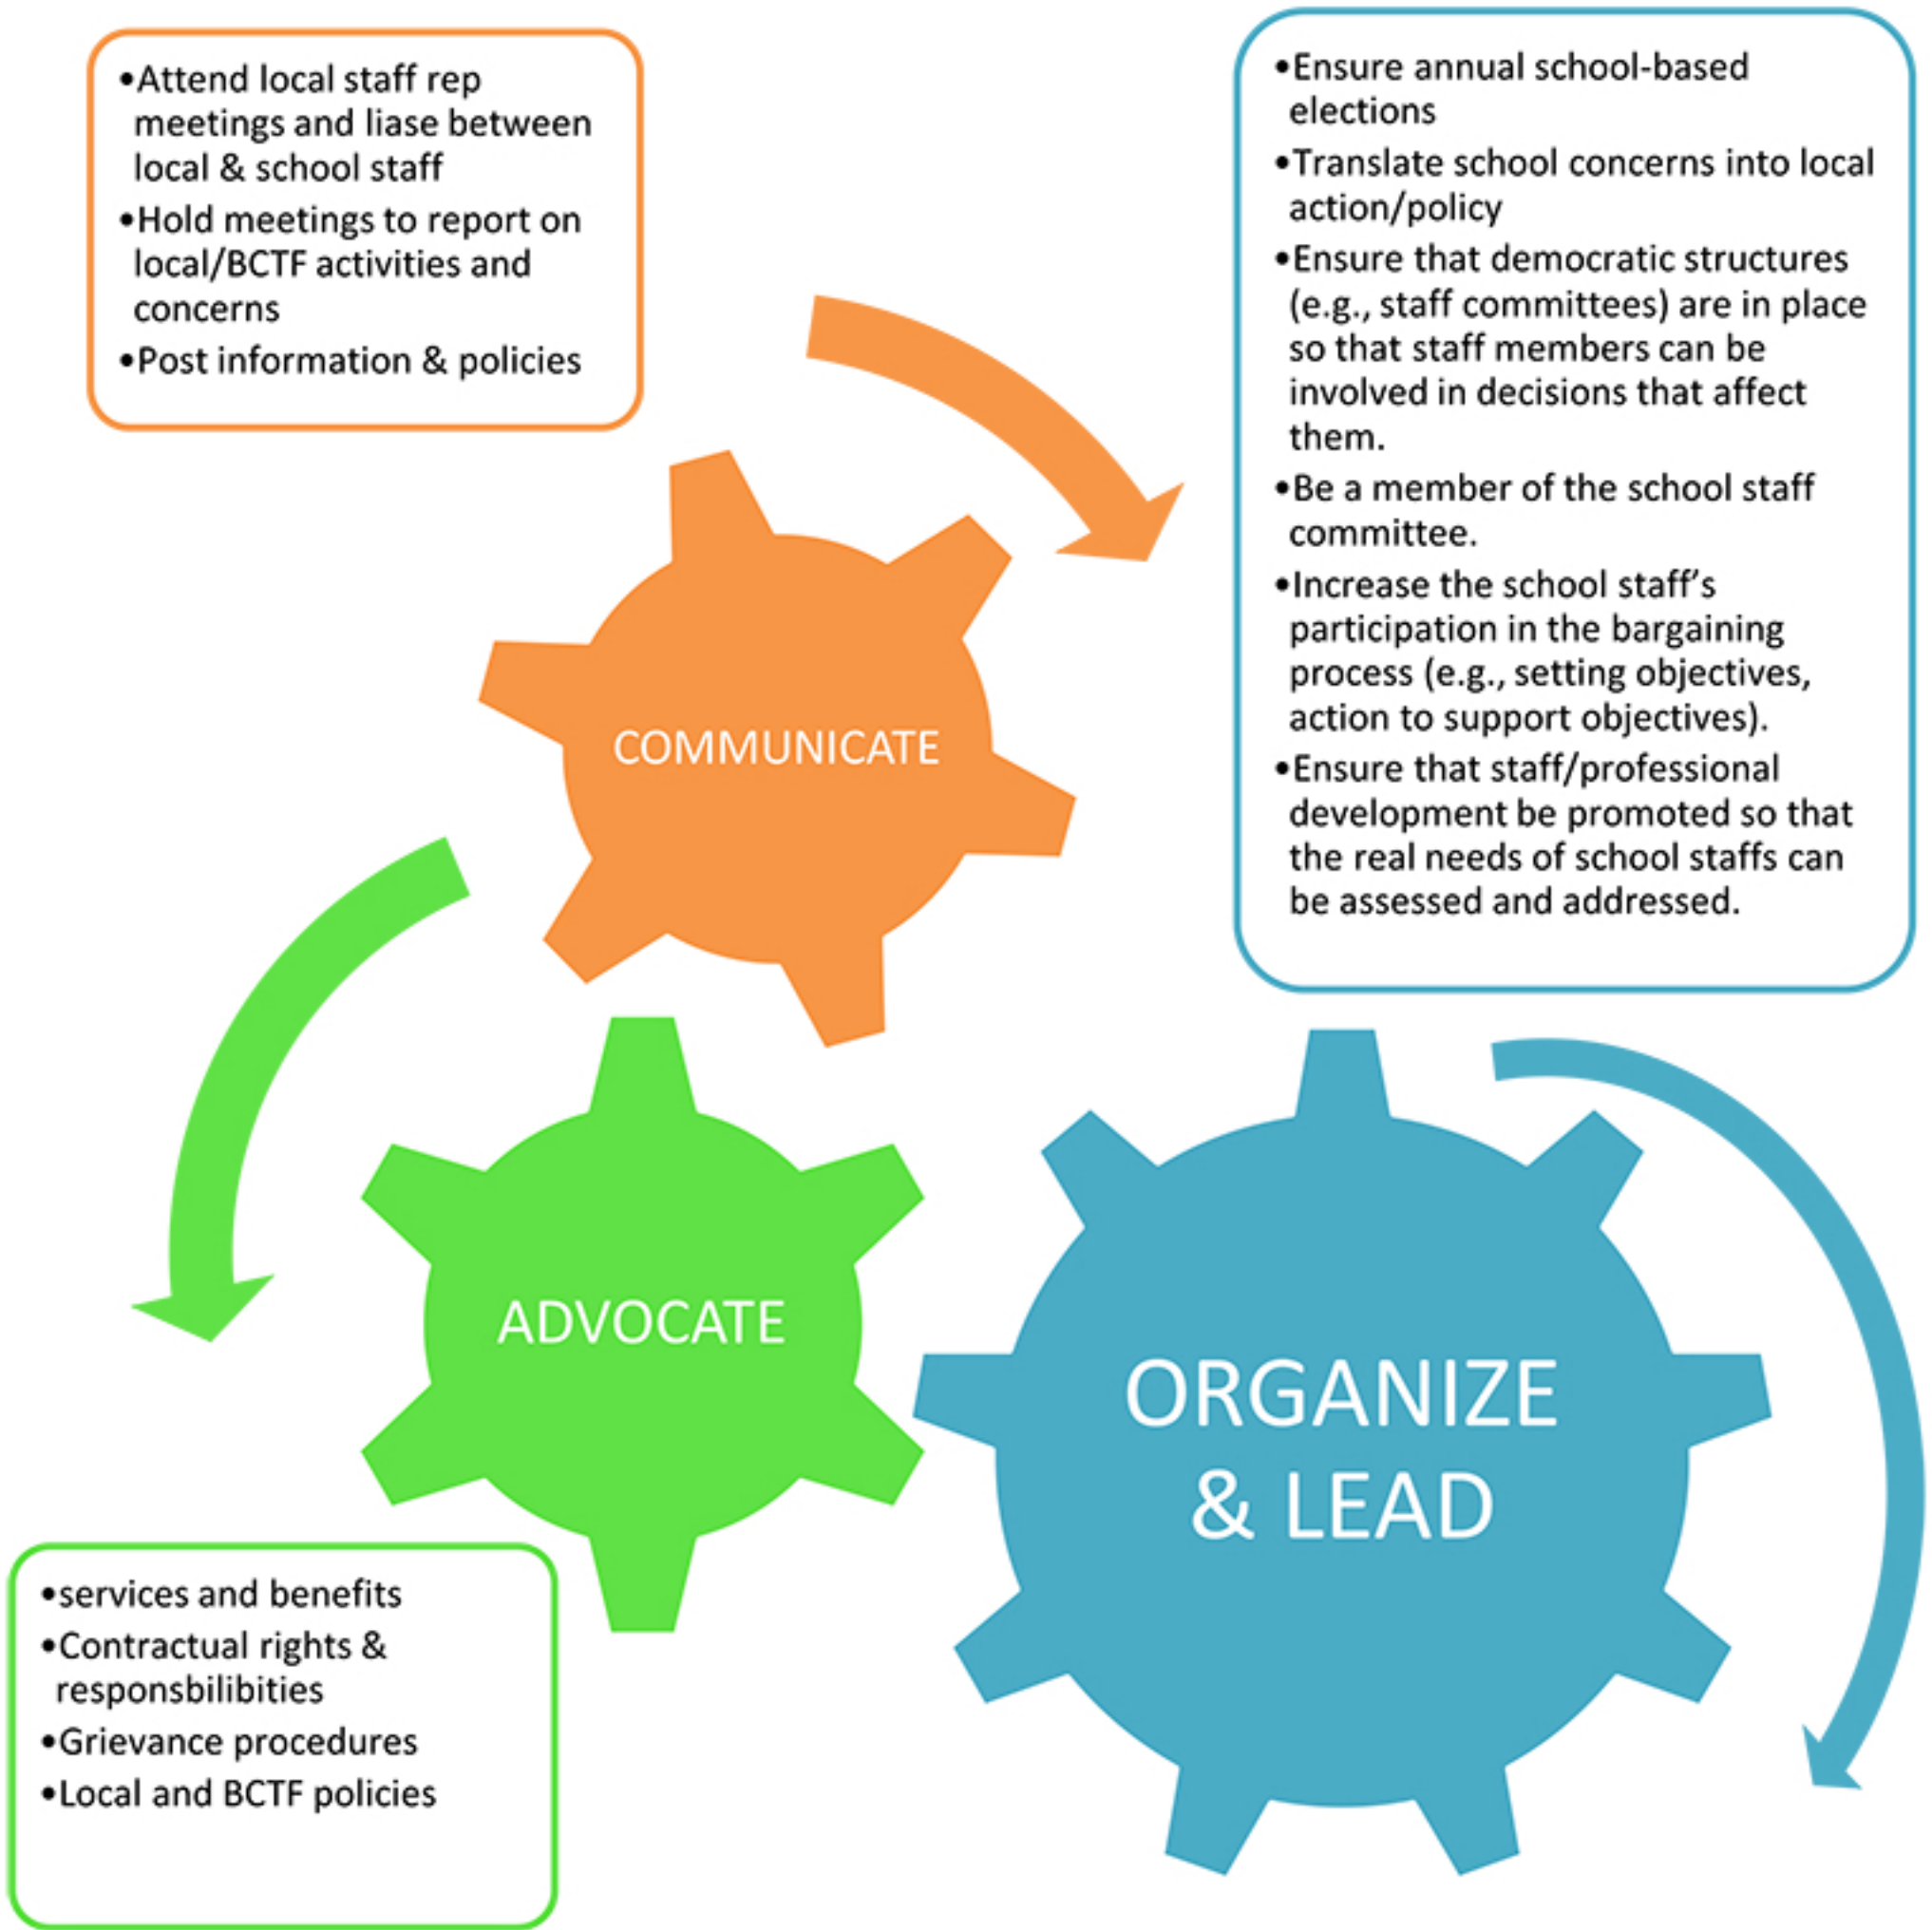 •Attend local staff rep
meetings and liase between
local & school staff
•Hold meetings to report on
local/BCTF activities and
concerns
•Post information & policies
•Ensure annual school-based
elections
•Translate school concerns into local
action/policy
•Ensure that democratic structures
(e.g., staff committees) are in place
so that staff members can be
involved in decisions that affect
them.
•Be a member of the school staff
committee.
•Increase the school staff’s
participation in the bargaining
process (e.g., setting objectives,
action to support objectives).
•Ensure that staff/professional
development be promoted so that
the real needs of school staffs can
be assessed and addressed.
COMMUNICATE
ADVOCATE
ORGANIZE
& LEAD
•services and benefits
•Contractual rights &
responsbilibities
•Grievance procedures
•Local and BCTF policies